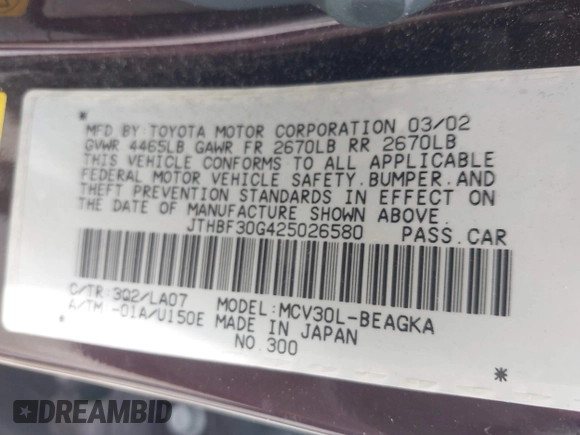 MFD BY TOYOTA MOTOR CORPORATION 03/02
GVWR 4465LB GAWR FR 2670LB RR 2670LB
THIS VEHICLE CONFORMS TO ALL APPLICABLE
FEDERAL MOTOR VEHICLE SAFETY,BUMPER,AND
THEFT PREVENTION STANDARDS IN EFFECT ON
THE DATE OF MANUFACTURE SHOWN ABOVE.
JTHBF30G425026580 PASS.CAR
C/TR:3Q2/LA07 MODEL:MCV30L-BEAGKA
A/TM -01A/U150E MADE IN JAPAN
NO.300
DREAMBID